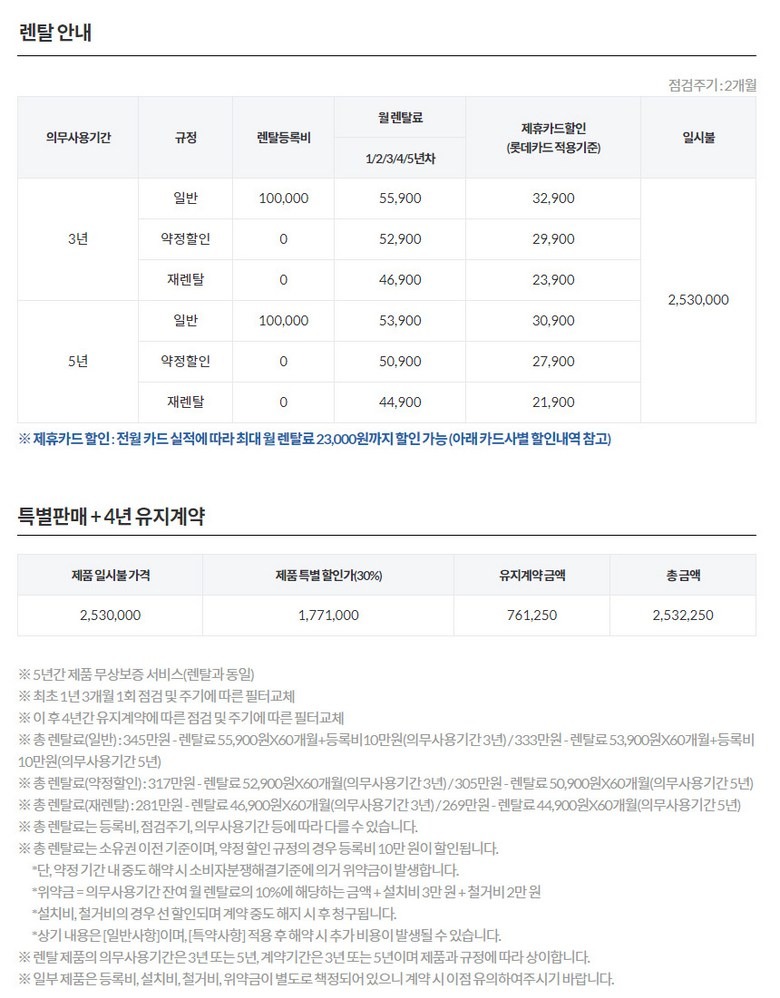 렌탈 안내
점검주기 : 2개월
의무사용기간 규정 렌탈등록비 월 렌탈료 제휴카드할인 (롯데카드 적용기준) 일시불
1/2/3/4/5년차
3년 일반 100,000 55,900 32,900 2,530,000
약정할인 0 52,900 29,900
재렌탈 0 46,900 23,900
5년 일반 100,000 53,900 30,900
약정할인 0 50,900 27,900
재렌탈 0 44,900 21,900
※ 제휴카드 할인 : 전월 카드 실적에 따라 최대 월 렌탈료 23,000원까지 할인 가능 (아래 카드사별 할인내역 참고)
특별판매 + 4년 유지계약
제품 일시불 가격 제품 특별 할인가(30%) 유지계약 금액 총 금액
2,530,000 1,771,000 761,250 2,532,250
※ 5년간 제품 무상보증 서비스(렌탈과 동일)
※ 최초 1년 3개월 1회 점검 및 주기에 따른 필터교체
※ 이 후 4년간 유지계약에 따른 점검 및 주기에 따른 필터교체
※ 총 렌탈료(일반) : 345만원 - 렌탈료 55,900원X60개월+등록비10만원(의무사용기간 3년) / 333만원 - 렌탈료 53,900원X60개월+등록비
10만원(의무사용기간 5년)
※ 총 렌탈료(약정할인) : 317만원 - 렌탈료 52,900원X60개월(의무사용기간 3년) / 305만원 - 렌탈료 50,900원X60개월(의무사용기간 5년)
※ 총 렌탈료(재렌탈) : 281만원 - 렌탈료 46,900원X60개월(의무사용기간 3년) / 269만원 - 렌탈료 44,900원X60개월(의무사용기간 5년)
※ 총 렌탈료는 등록비, 점검주기, 의무사용기간 등에 따라 다를 수 있습니다.
※ 총 렌탈료는 소유권 이전 기준이며, 약정 할인 규정의 경우 등록비 10만 원이 할인됩니다.
*단, 약정 기간 내 중도 해약 시 소비자분쟁해결기준에 의거 위약금이 발생합니다.
*위약금 = 의무사용기간 잔여 월 렌탈료의 10%에 해당하는 금액 + 설치비 3만 원 + 철거비 2만 원
*설치비, 철거비의 경우 선 할인되며 계약 중도 해지 시 후 청구됩니다.
*상기 내용은 [일반사항]이며, [특약사항] 적용 후 해약 시 추가 비용이 발생될 수 있습니다.
※ 렌탈 제품의 의무사용기간은 3년 또는 5년, 계약기간은 3년 또는 5년이며 제품과 규정에 따라 상이합니다.
※ 일부 제품은 등록비, 설치비, 철거비, 위약금이 별도로 책정되어 있으니 계약 시 이점 유의하여주시기 바랍니다.